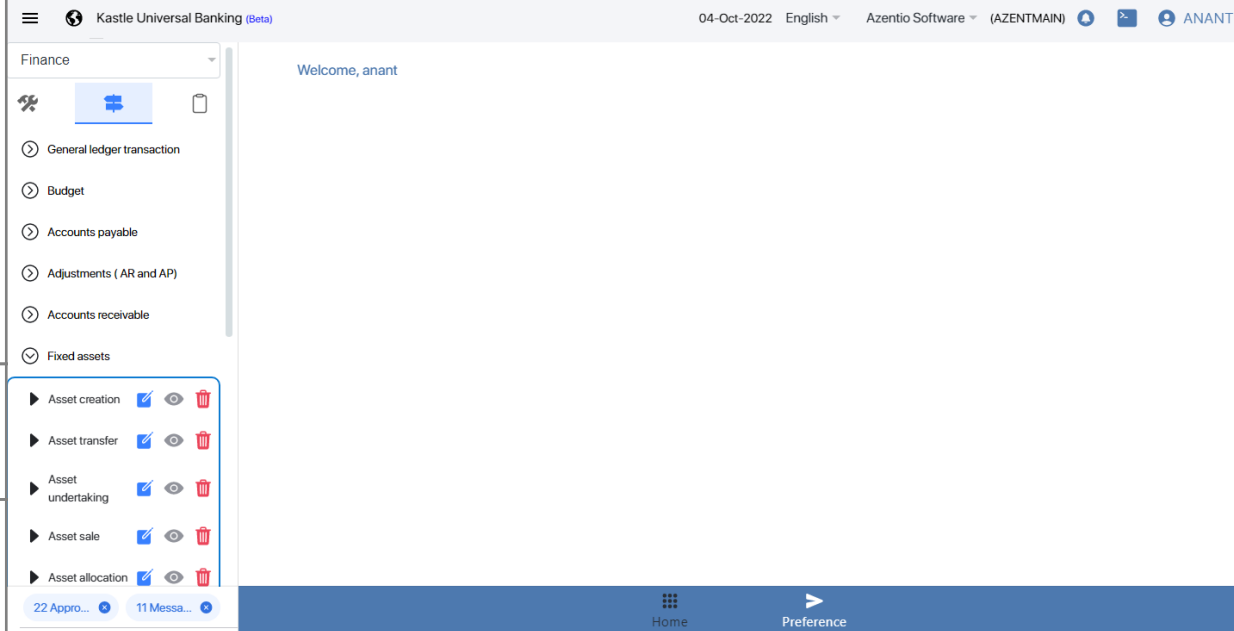 Kastle Universal Banking (Beta)
04-Oct-2022 English Azentio Software (AZENTMAIN) ANANT
Finance
Welcome, anant
General ledger transaction
Budget
Accounts payable
Adjustments ( AR and AP)
Accounts receivable
Fixed assets
Asset creation
Asset transfer
Asset
undertaking
Asset sale
Asset allocation
22 Appro... 11 Messa...
Home Preference